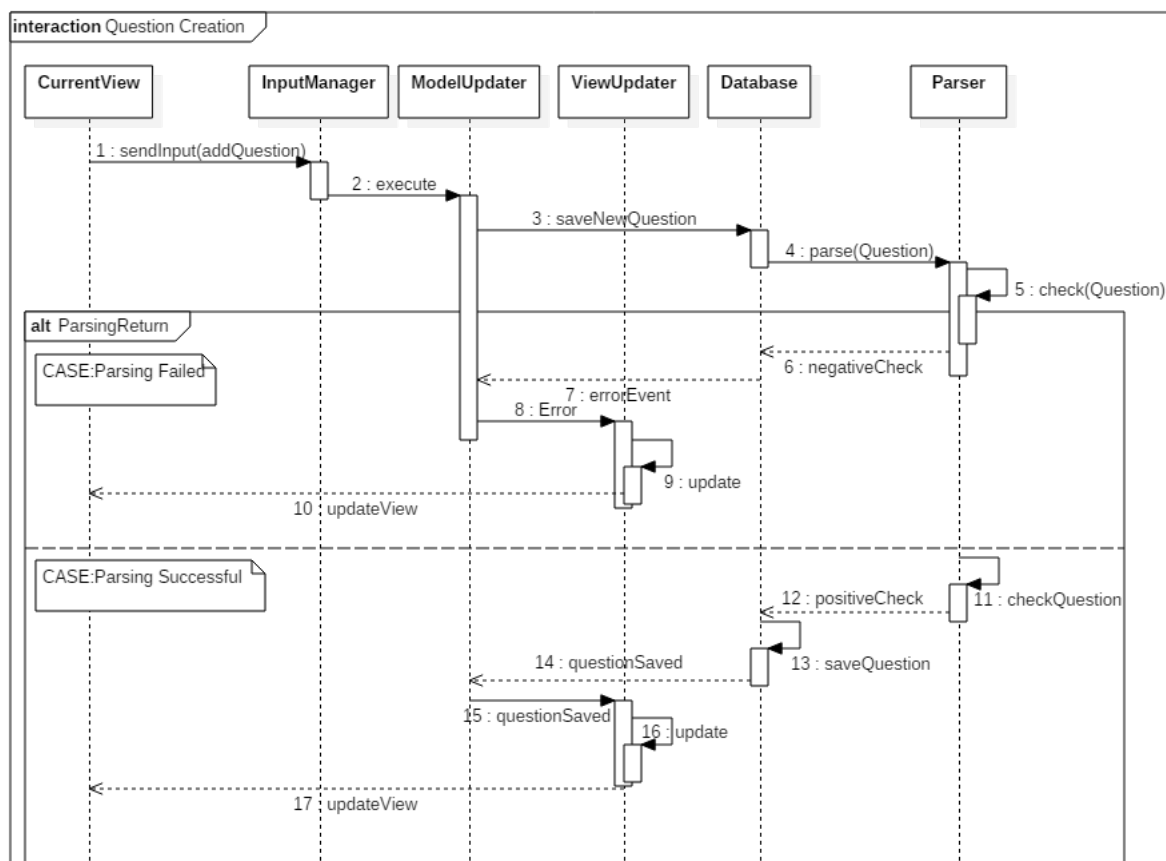 interaction Question Creation
CurrentView InputManager ModelUpdater ViewUpdater Database Parser
1 : sendInput(addQuestion)
2 : execute
3 : saveNewQuestion
4 : parse(Question)
5 : check(Question)
alt ParsingReturn
CASE:Parsing Failed
6 : negativeCheck
7 : errorEvent
8 : Error
9 : update
10 : updateView
CASE:Parsing Successful
11 : checkQuestion
12 : positiveCheck
13 : saveQuestion
14 : questionSaved
15 : questionSaved
16 : update
17 : updateView